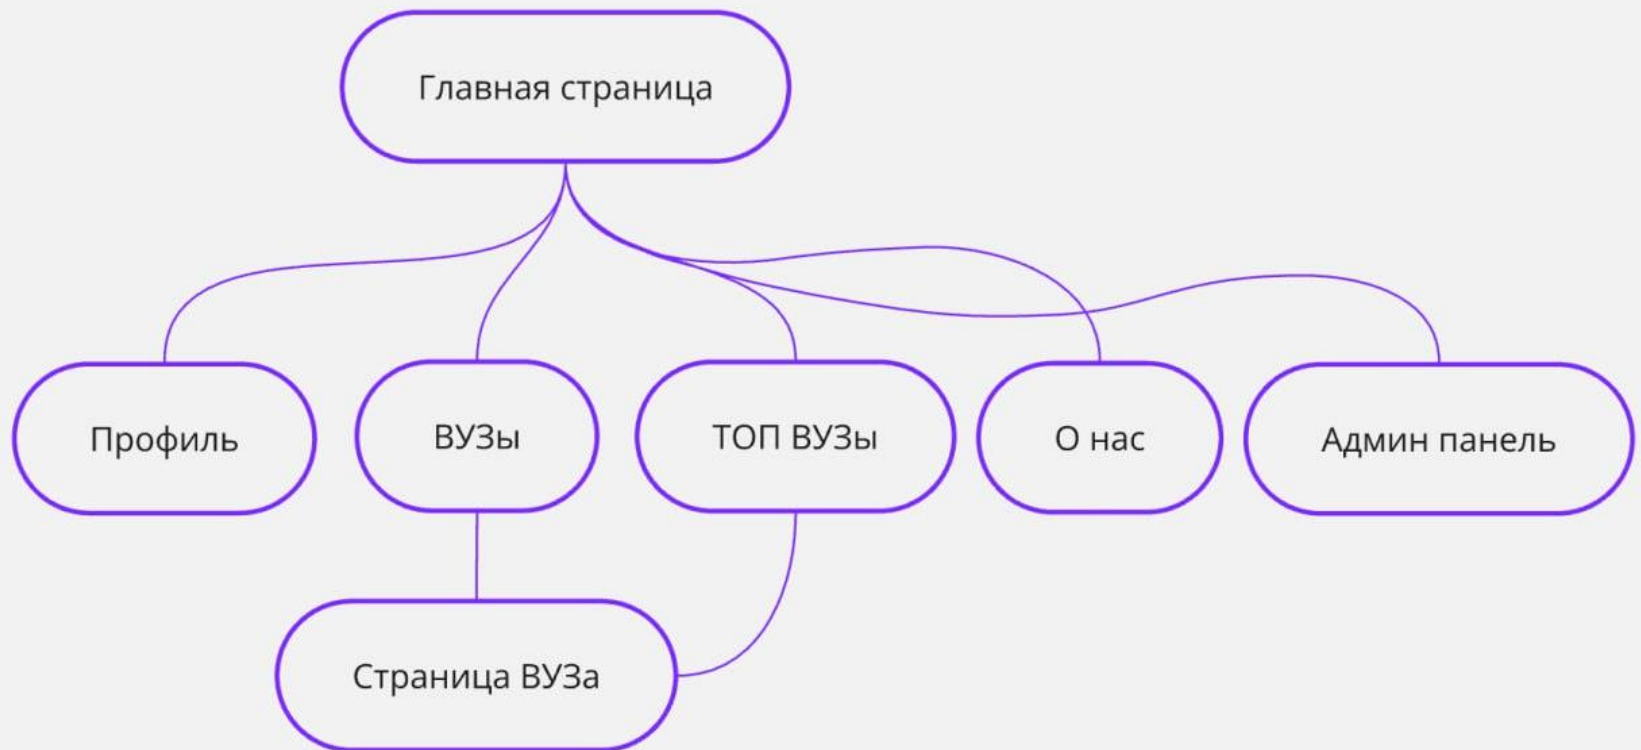 Главная страница
Профиль
ВУЗы
ТОП ВУЗы
О нас
Админ панель
Страница ВУЗа